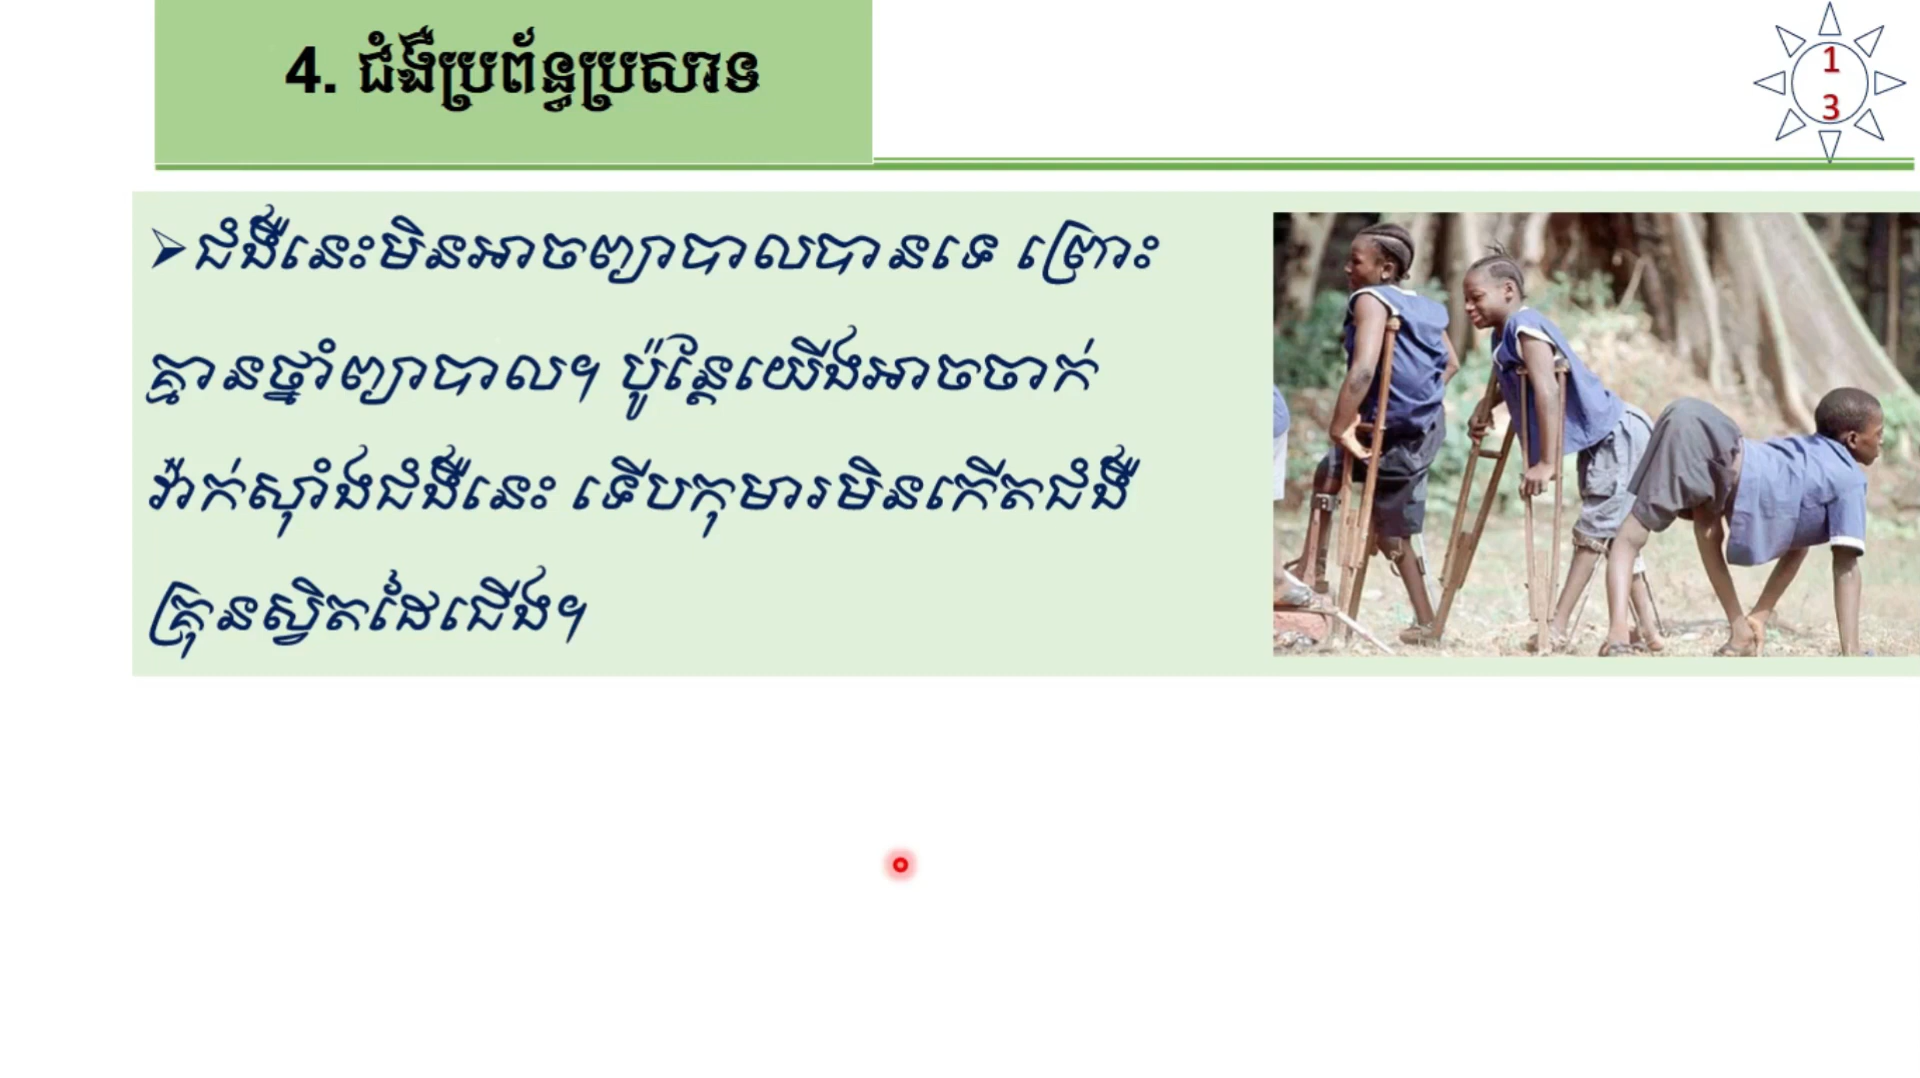 4. ជំងឺប្រព័ន្ធប្រសាទ
1
3
➢ជំងឺនេះមិនអាចព្យាបាលបានទេ ព្រោះ
គ្មានថ្នាំព្យាបាល។ ប៉ូន្តែយើងអាចចាក់
វ៉ាក់ស៊ាំងជំងឺនេះ ទើបកុមារមិនកើតជំងឺ
គ្រុនស្វិតដៃជើង។